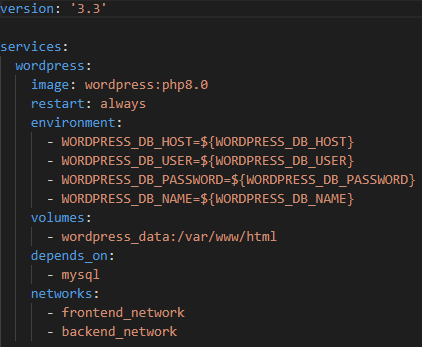 version: '3.3'

services:
  wordpress:
    image: wordpress:php8.0
    restart: always
    environment:
      - WORDPRESS_DB_HOST=${WORDPRESS_DB_HOST}
      - WORDPRESS_DB_USER=${WORDPRESS_DB_USER}
      - WORDPRESS_DB_PASSWORD=${WORDPRESS_DB_PASSWORD}
      - WORDPRESS_DB_NAME=${WORDPRESS_DB_NAME}
    volumes:
      - wordpress_data:/var/www/html
    depends_on:
      - mysql
    networks:
      - frontend_network
      - backend_network